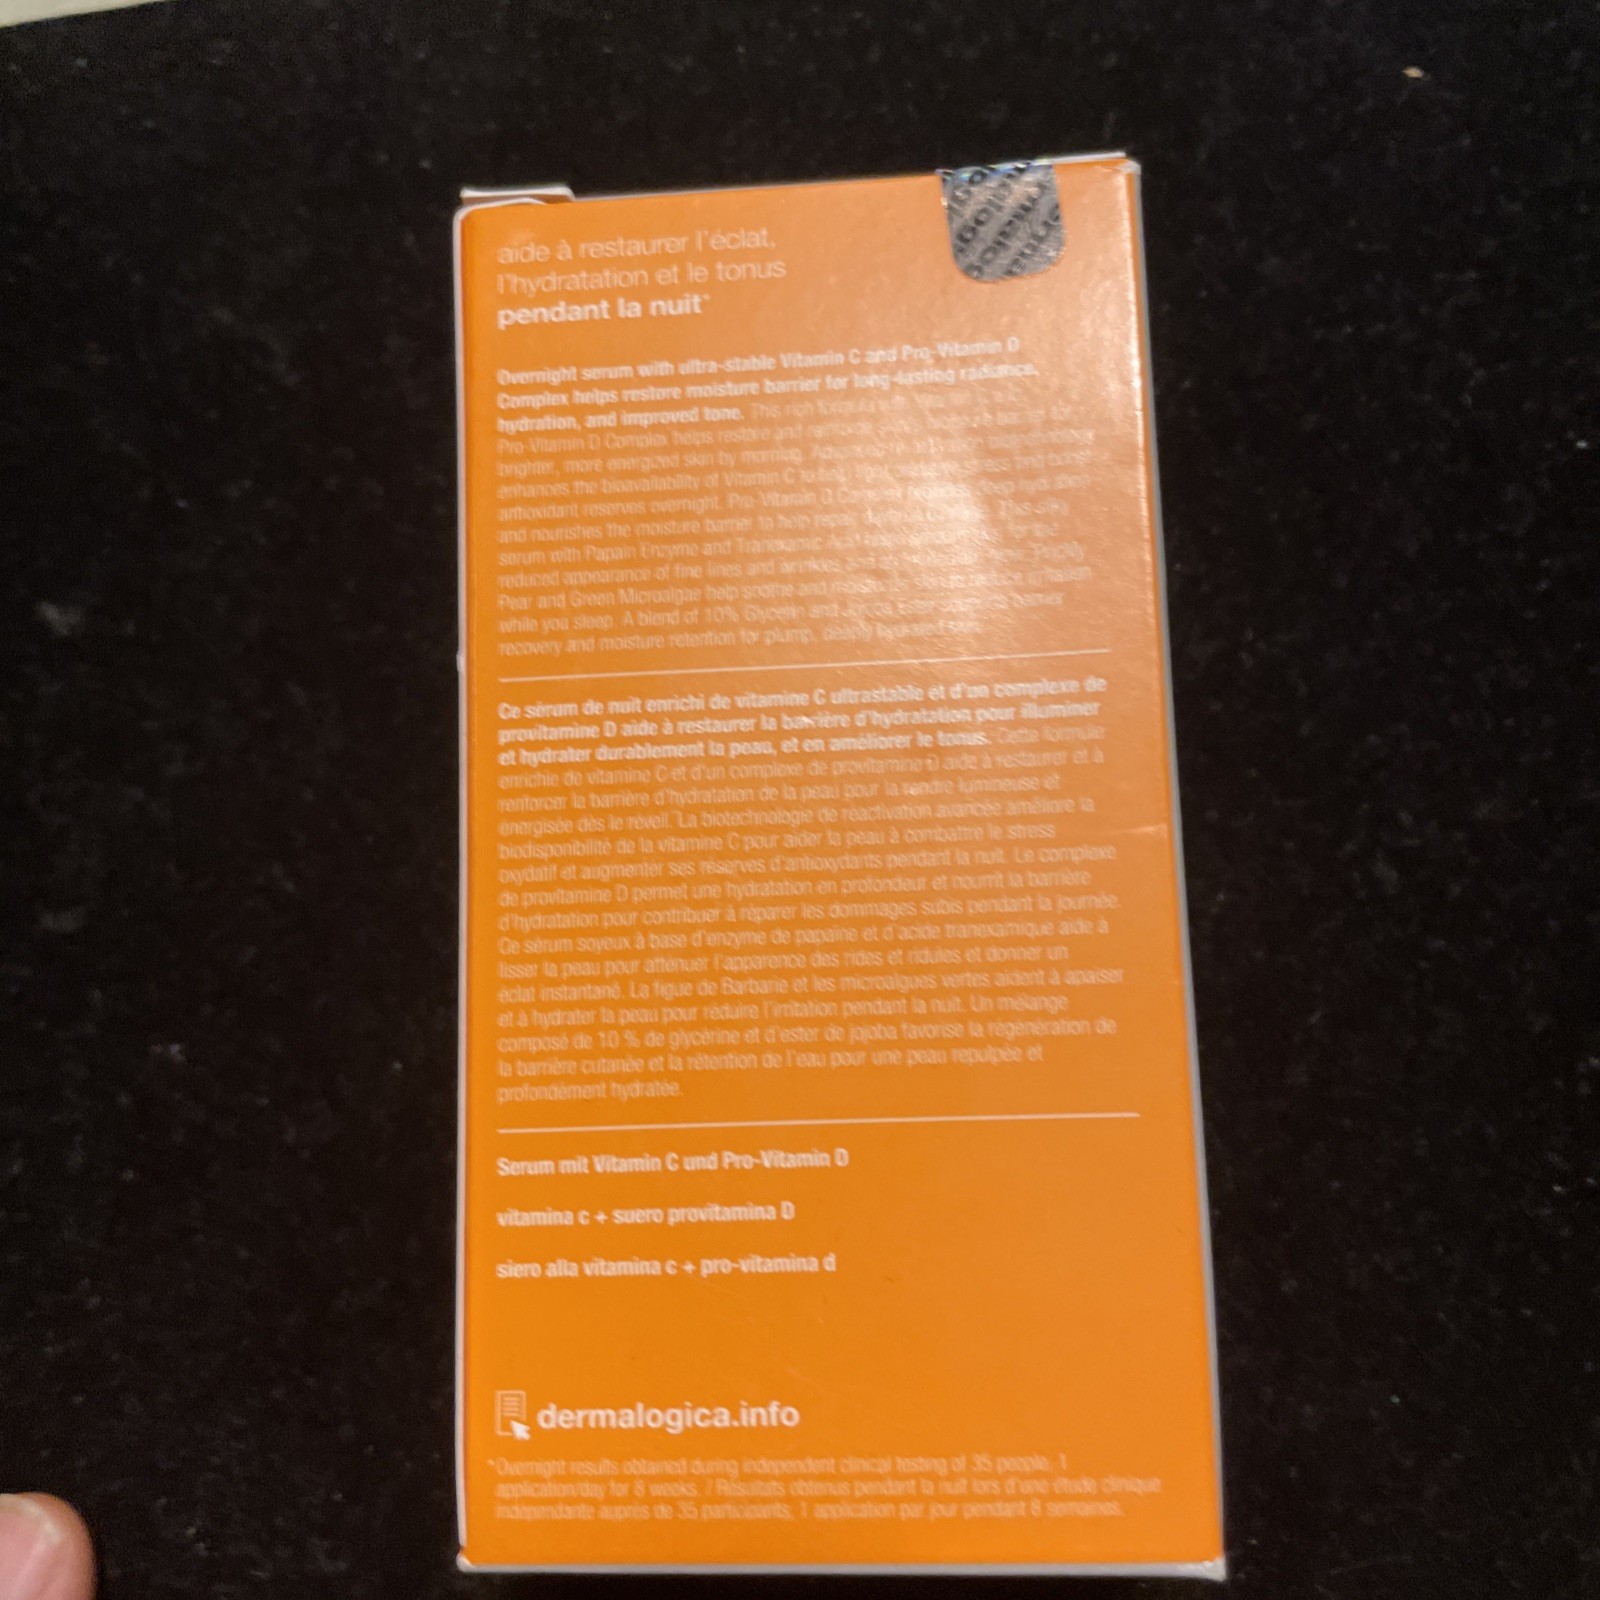 aide à restaurer l'éclat,
l'hydratation et le tonus
pendant la nuit*
Overnight serum with ultra-stable Vitamin C and Pro-Vitamin D
Complex helps restore moisture barrier for long-lasting radiance,
hydration, and improved tone. This rich formula with
Pro-Vitamin D Complex helps restore and
brighter, more energized skin by morning.
enhances the bioavailability of Vitamin C to
antioxidant reserves overnight. Pro-Vitamin D
and nourishes the moisture barrier to help repair
serum with Papain Enzyme and Tranexamic Acid
reduced appearance of fine lines and wrinkles and Prickly
Pear and Green Microalgae help soothe and
while you sleep. A blend of 10% Glycerin and barrier
recovery and moisture retention for plump, deeply hydrated skin.
Ce sérum de nuit enrichi de vitamine C ultrastable et d'un complexe de
provitamine D aide à restaurer la barrière d'hydratation pour illuminer
et hydrater durablement la peau, et en améliorer le tonus. Cette formule
enrichie de vitamine C et d'un complexe de provitamine D aide à restaurer et à
renforcer la barrière d'hydratation de la peau pour la rendre lumineuse et
énergisée dès le réveil.* La biotechnologie de réactivation avancée améliore la
biodisponibilité de la vitamine C pour aider la peau à combattre le stress
oxydatif et augmenter ses réserves d'antioxydants pendant la nuit. Le complexe
de provitamine D permet une hydratation en profondeur et nourrit la barrière
d'hydratation pour contribuer à réparer les dommages subis pendant la journée.
Ce sérum soyeux à base d'enzyme de papaïne et d'acide tranexamique aide à
lisser la peau pour atténuer l'apparence des rides et ridules et donner un
éclat instantané. La figue de Barbarie et les microalgues vertes aident à apaiser
et à hydrater la peau pour réduire l'irritation pendant la nuit. Un mélange
composé de 10 % de glycérine et d'ester de jojoba favorise la régénération de
la barrière cutanée et la rétention de l'eau pour une peau repulpée et
profondément hydratée.
Serum mit Vitamin C und Pro-Vitamin D
vitamina c + suero provitamina D
siero alla vitamina c + pro-vitamina d
dermalogica.info
*Overnight results obtained during independent clinical testing of 35 people, 1
application/day for 8 weeks. / Résultats obtenus pendant la nuit lors d'une étude clinique
indépendante auprès de 35 participants, 1 application par jour pendant 8 semaines.